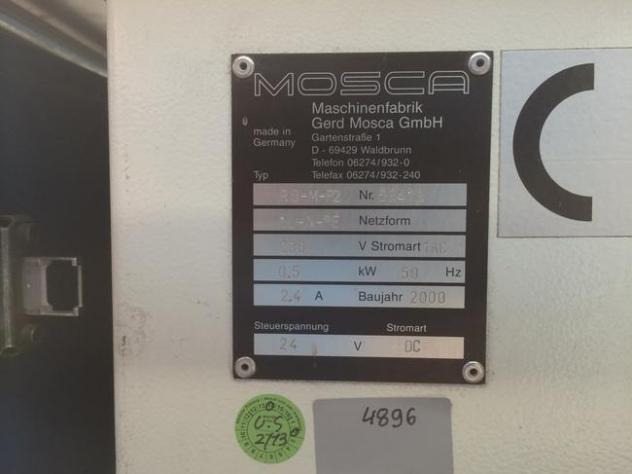 MOSCA
Maschinenfabrik
Gerd Mosca GmbH
made in
Germany
Gartenstraße 1
D - 69429 Waldbrunn
Telefon 06274/932-0
Telefax 06274/932-240
Typ
-M-P2 Nr.
Netzform
V Stromart
0.5 kW 50 Hz
2.4 A Baujahr 2000
Steuerspannung Stromart
24 V DC
C
4896